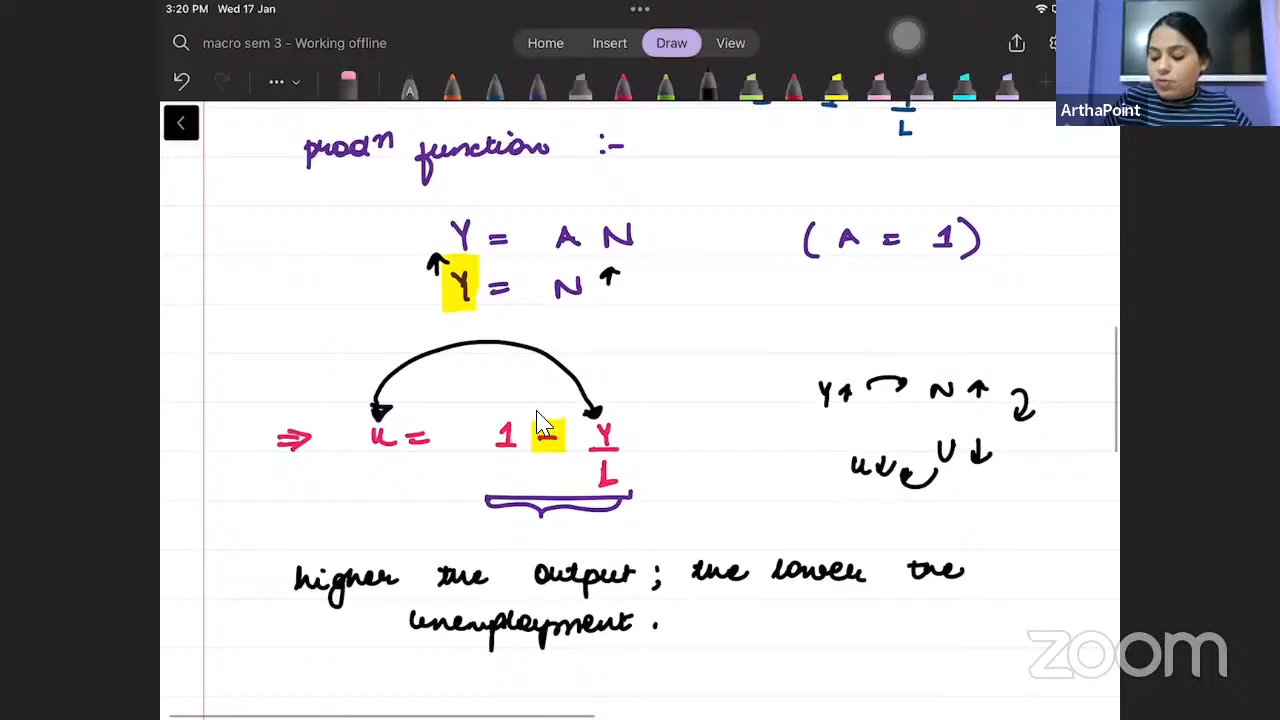 3:20 PM Wed 17 Jan
macro sem 3 - Working offline
Home Insert Draw View
A
ArthaPoint
L
prodⁿ function :-
Y = A N (A = 1)
↑ Y = N ↑
Y↑ N↑
⇒ u = 1 - Y/L
u↓ U↓
higher the output; the lower the
unemployment.
zoom